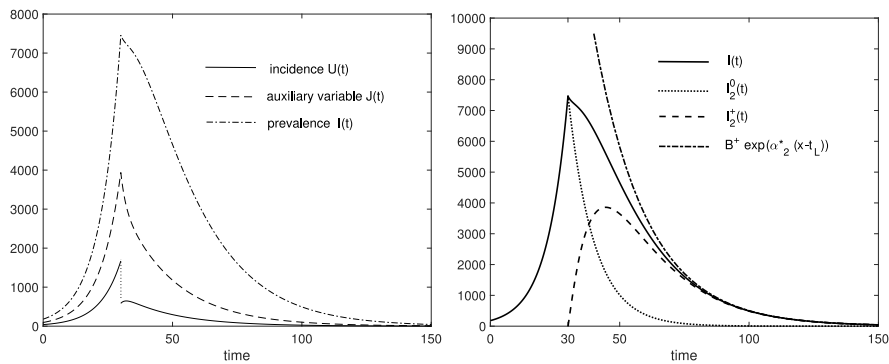 8000
7000
6000
5000
4000
3000
2000
1000
0
0 50 100 150
time
incidence U(t)
auxiliary variable J(t)
prevalence I(t)
10000
9000
8000
7000
6000
5000
4000
3000
2000
1000
0
0 30 50 100 150
time
I(t)
I₂⁰(t)
I₂⁺(t)
B⁺ exp(α*₂ (x-t_L))